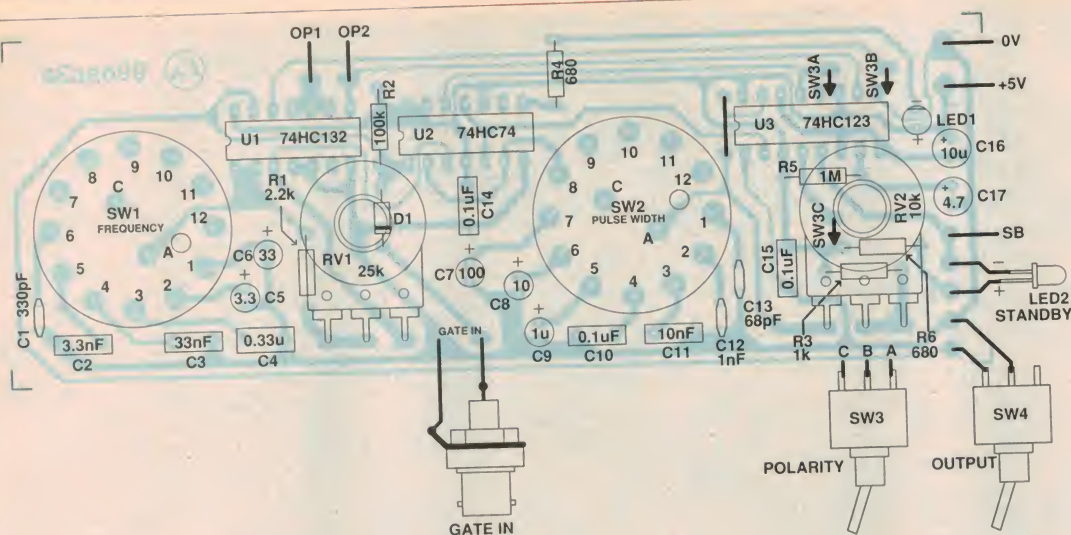 OP1 OP2
0V
+5V
R4
680
SW3A
SW3B
R2
100k
U1 74HC132
U2 74HC74
U3 74HC123
LED1
+
10u
C16
+
4.7
C17
SB
−
+
LED2
STANDBY
9
10
11
12
1
2
3
4
5
6
7
8
C
A
SW1
FREQUENCY
R1
2.2k
D1
RV1 25k
C6 33
+
C5 3.3
+
0.1uF
C14
C7 100
+
C8 10
+
C9 1u
+
9
10
11
12
1
2
3
4
5
6
7
8
C
A
SW2
PULSE WIDTH
R5 1M
RV2
10k
SW3C
C15
0.1uF
C13
68pF
C12
1nF
R3
1k
R6
680
C1 330pF
3.3nF
C2
33nF
C3
0.33u
C4
0.1uF
C10
10nF
C11
GATE IN
GATE IN
C B A
SW3
POLARITY
SW4
OUTPUT